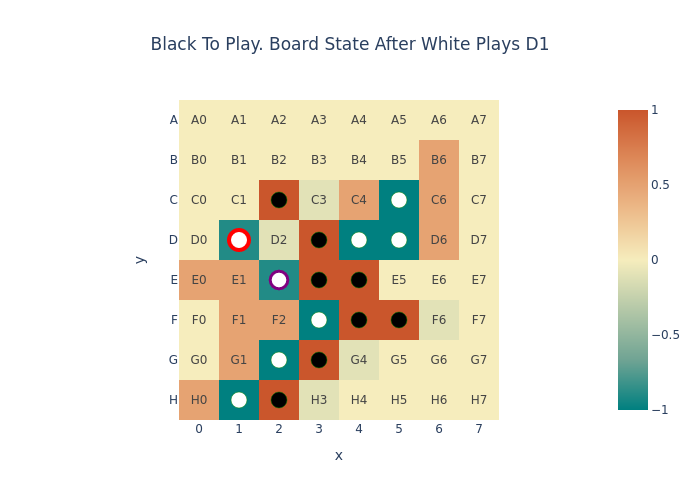 Black To Play. Board State After White Plays D1
A A0 A1 A2 A3 A4 A5 A6 A7
B B0 B1 B2 B3 B4 B5 B6 B7
C C0 C1 C3 C4 C6 C7
D D0 D2 D6 D7
E E0 E1 E5 E6 E7
F F0 F1 F2 F6 F7
G G0 G1 G4 G5 G6 G7
H H0 H3 H4 H5 H6 H7
0 1 2 3 4 5 6 7
x
y
1
0.5
0
−0.5
−1